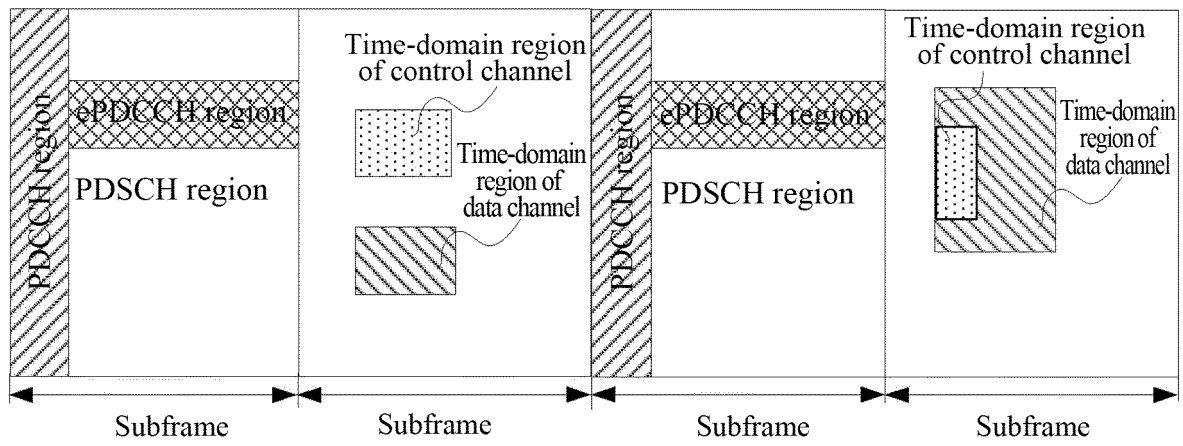 PDCCH region
ePDCCH region
PDSCH region
Time-domain region
of control channel
Time-domain
region of
data channel
PDCCH region
ePDCCH region
PDSCH region
Time-domain region
of control channel
Time-domain
region of
data channel
Subframe
Subframe
Subframe
Subframe